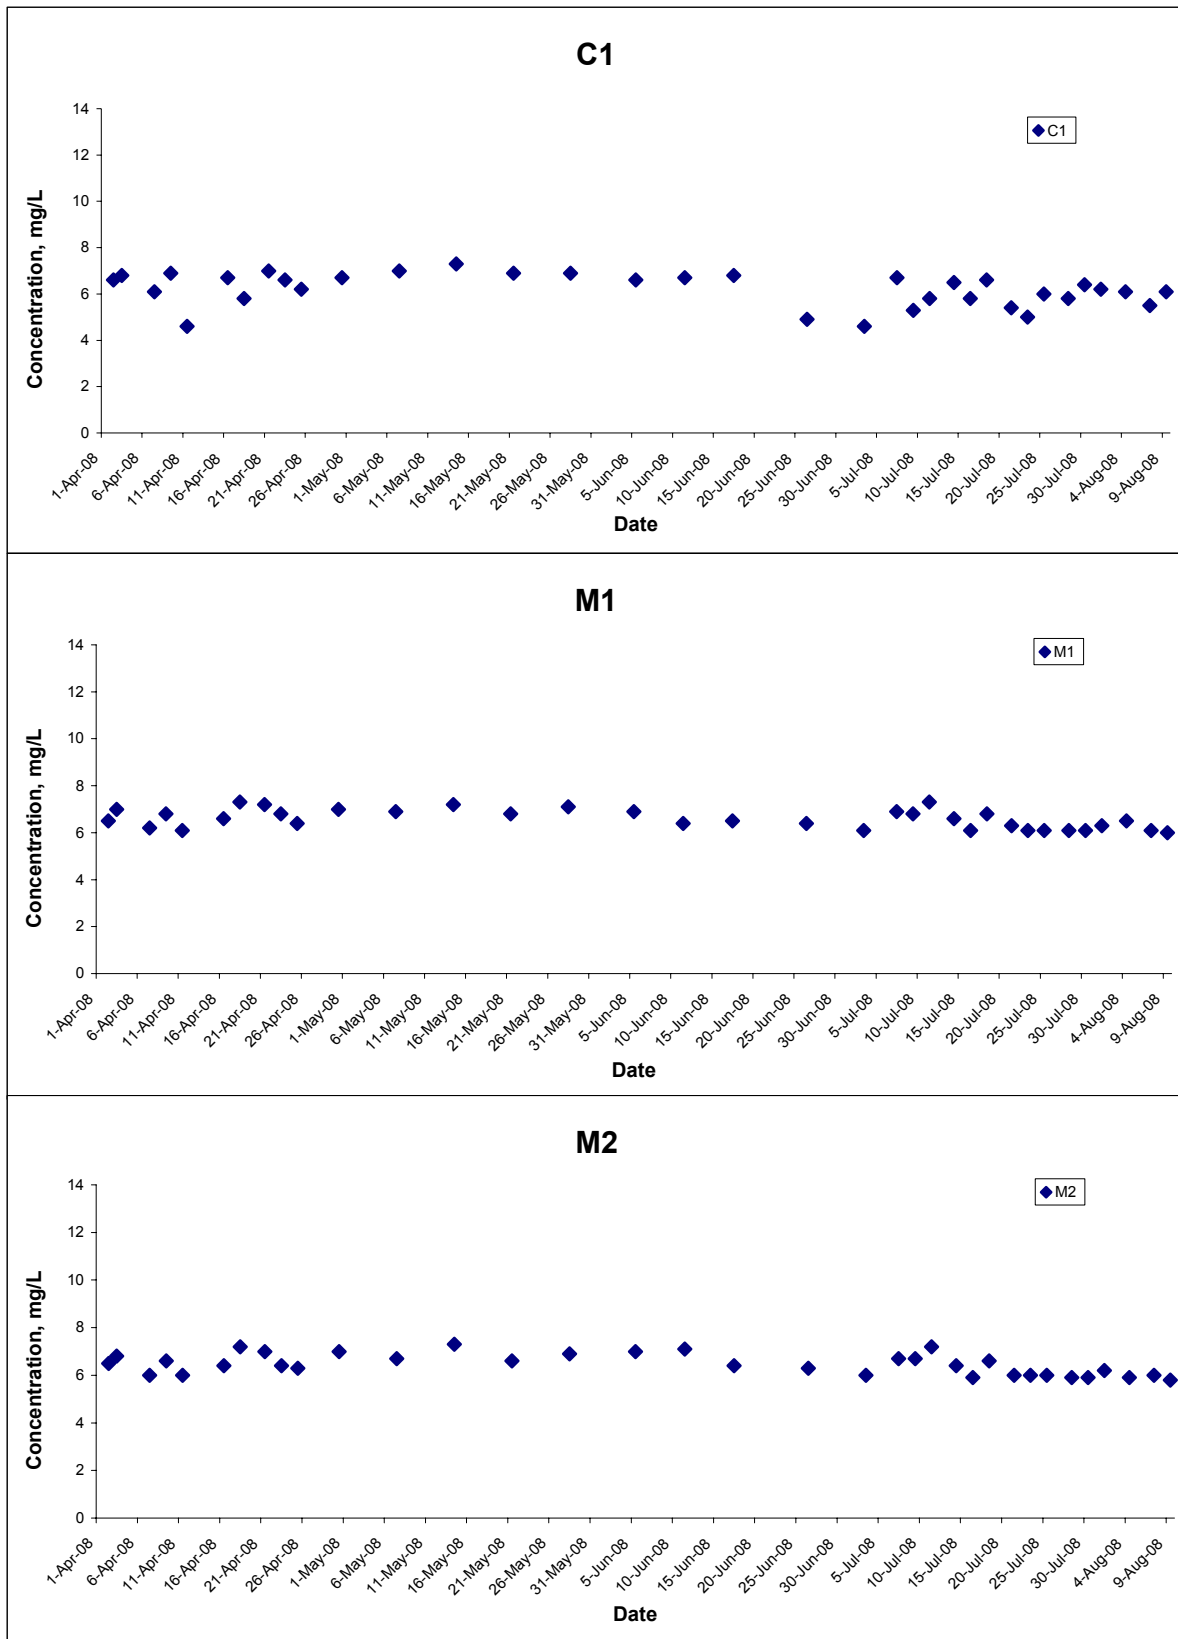 C1
C1
Concentration, mg/L
14
12
10
8
6
4
2
0
1-Apr-08
6-Apr-08
11-Apr-08
16-Apr-08
21-Apr-08
26-Apr-08
1-May-08
6-May-08
11-May-08
16-May-08
21-May-08
26-May-08
31-May-08
5-Jun-08
10-Jun-08
15-Jun-08
20-Jun-08
25-Jun-08
30-Jun-08
5-Jul-08
10-Jul-08
15-Jul-08
20-Jul-08
25-Jul-08
30-Jul-08
4-Aug-08
9-Aug-08
Date
M1
M1
Concentration, mg/L
14
12
10
8
6
4
2
0
1-Apr-08
6-Apr-08
11-Apr-08
16-Apr-08
21-Apr-08
26-Apr-08
1-May-08
6-May-08
11-May-08
16-May-08
21-May-08
26-May-08
31-May-08
5-Jun-08
10-Jun-08
15-Jun-08
20-Jun-08
25-Jun-08
30-Jun-08
5-Jul-08
10-Jul-08
15-Jul-08
20-Jul-08
25-Jul-08
30-Jul-08
4-Aug-08
9-Aug-08
Date
M2
M2
Concentration, mg/L
14
12
10
8
6
4
2
0
1-Apr-08
6-Apr-08
11-Apr-08
16-Apr-08
21-Apr-08
26-Apr-08
1-May-08
6-May-08
11-May-08
16-May-08
21-May-08
26-May-08
31-May-08
5-Jun-08
10-Jun-08
15-Jun-08
20-Jun-08
25-Jun-08
30-Jun-08
5-Jul-08
10-Jul-08
15-Jul-08
20-Jul-08
25-Jul-08
30-Jul-08
4-Aug-08
9-Aug-08
Date